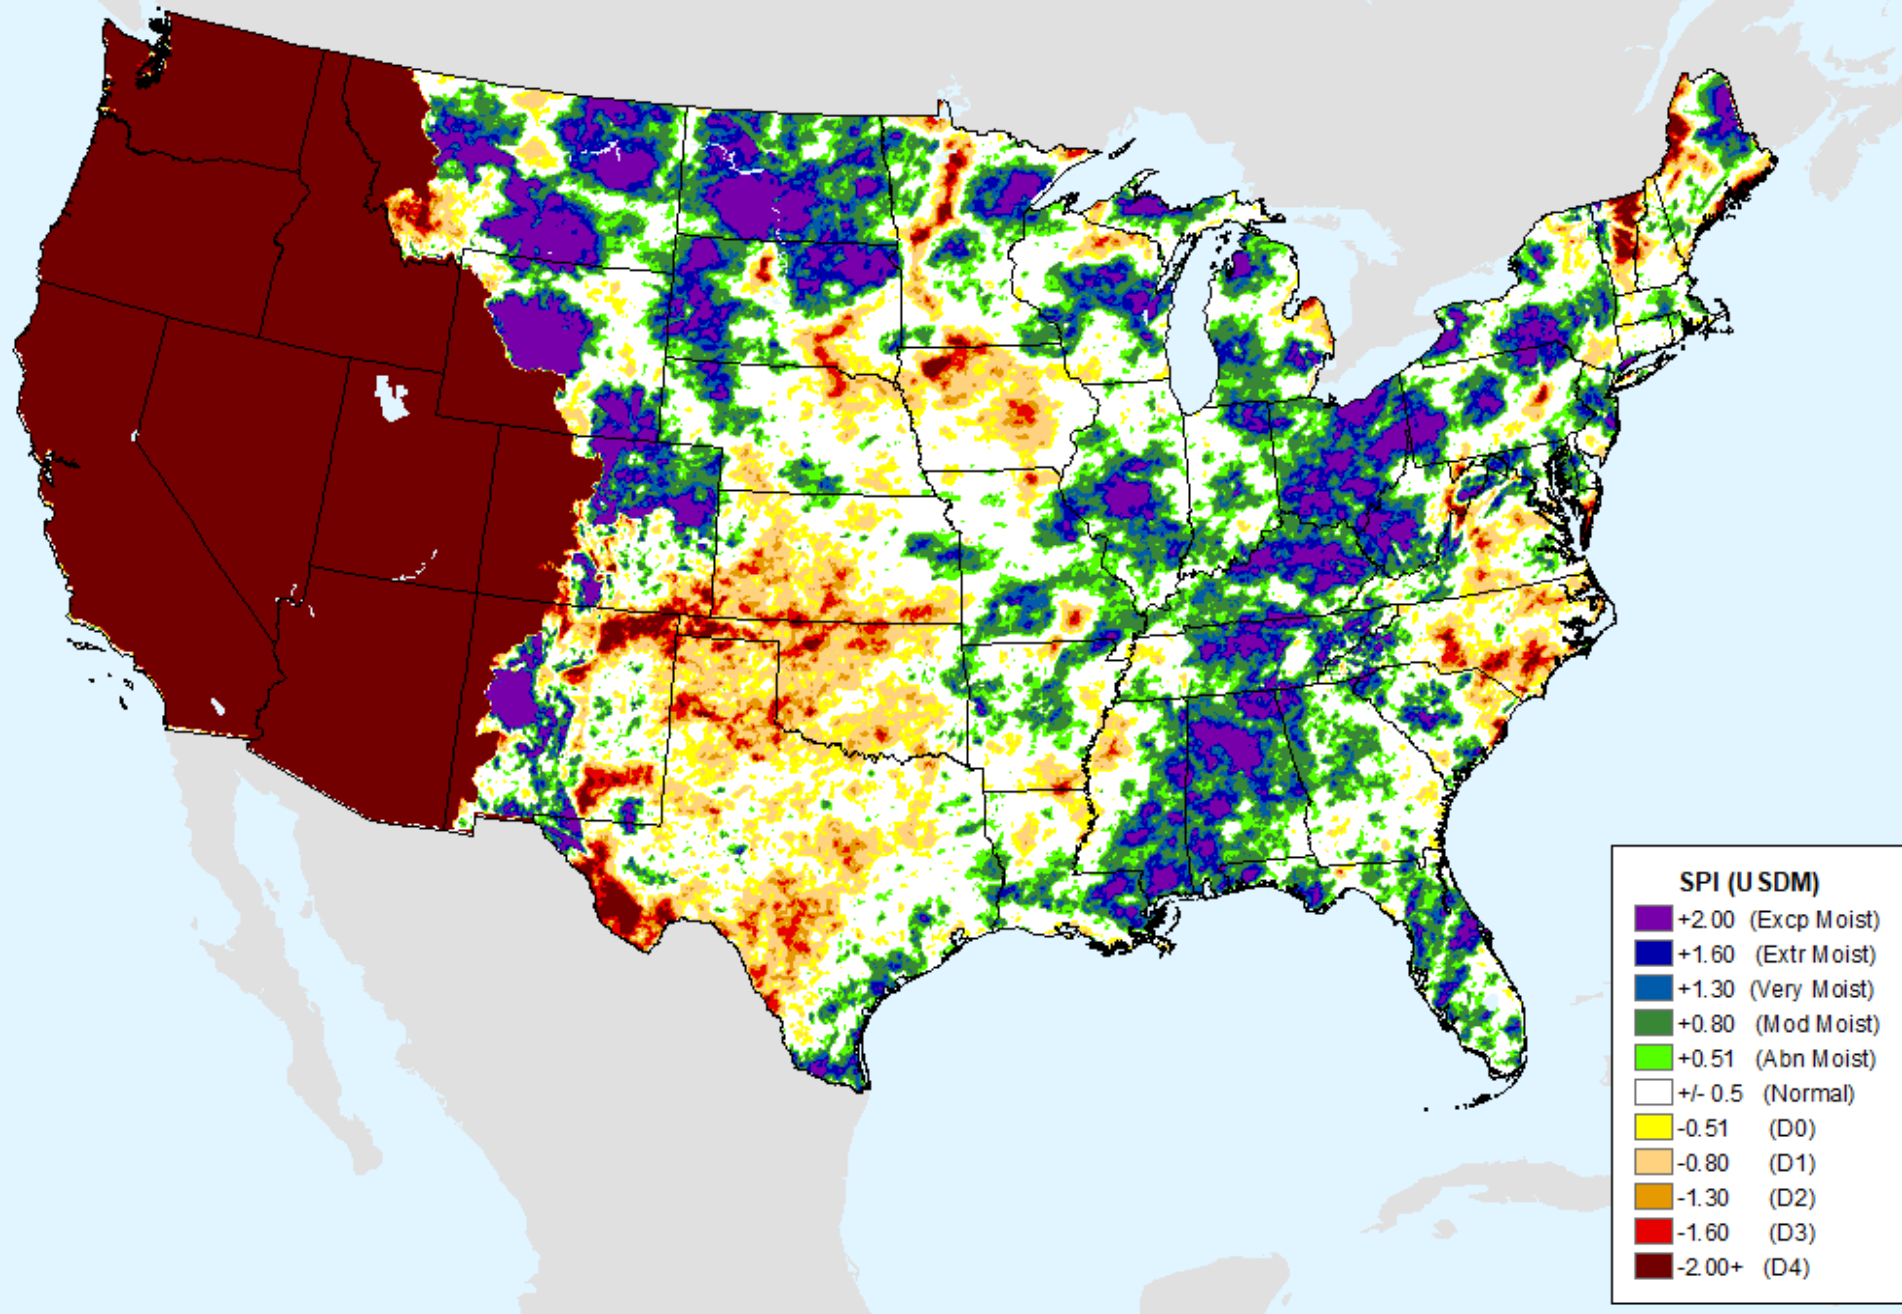 SPI (USDM)
+2.00 (Excp Moist)
+1.60 (Extr Moist)
+1.30 (Very Moist)
+0.80 (Mod Moist)
+0.51 (Abn Moist)
+/- 0.5 (Normal)
-0.51 (D0)
-0.80 (D1)
-1.30 (D2)
-1.60 (D3)
-2.00+ (D4)